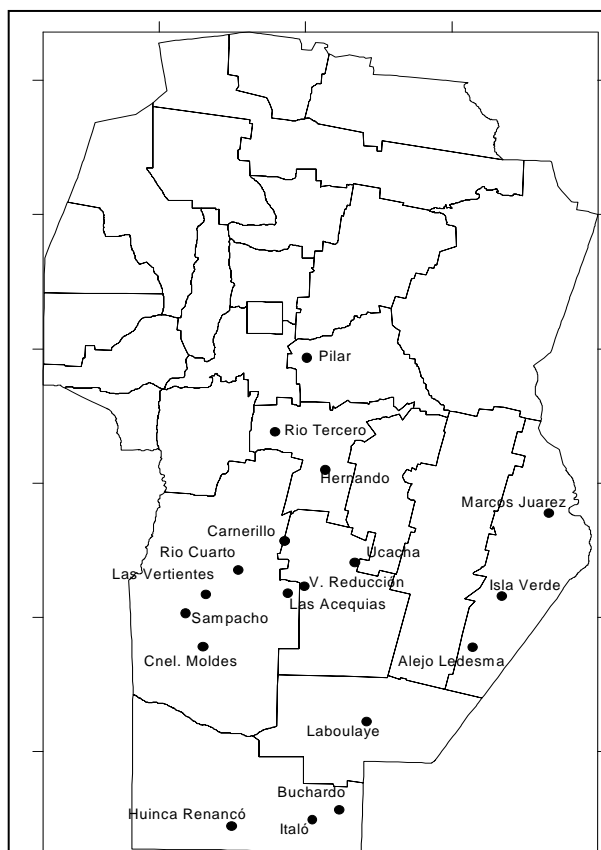 Pilar
Rio Tercero
Hernando
Marcos Juarez
Carnerillo
Rio Cuarto
Ucacha
Las Vertientes
V. Reducción
Isla Verde
Las Acequias
Sampacho
Cnel. Moldes
Alejo Ledesma
Laboulaye
Buchardo
Huinca Renancó
Italó